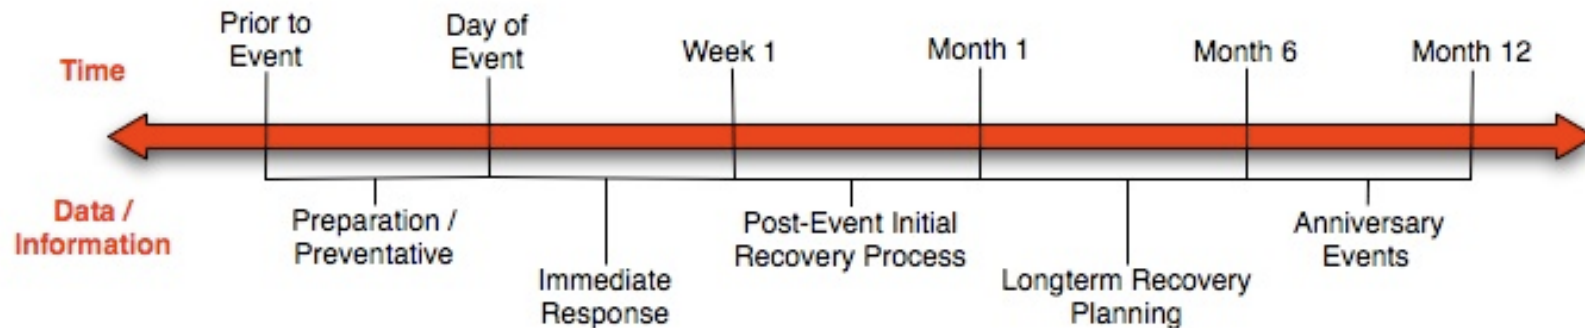 Time
Prior to
Event
Day of
Event
Week 1
Month 1
Month 6
Month 12
Data /
Information
Preparation /
Preventative
Immediate
Response
Post-Event Initial
Recovery Process
Longterm Recovery
Planning
Anniversary
Events